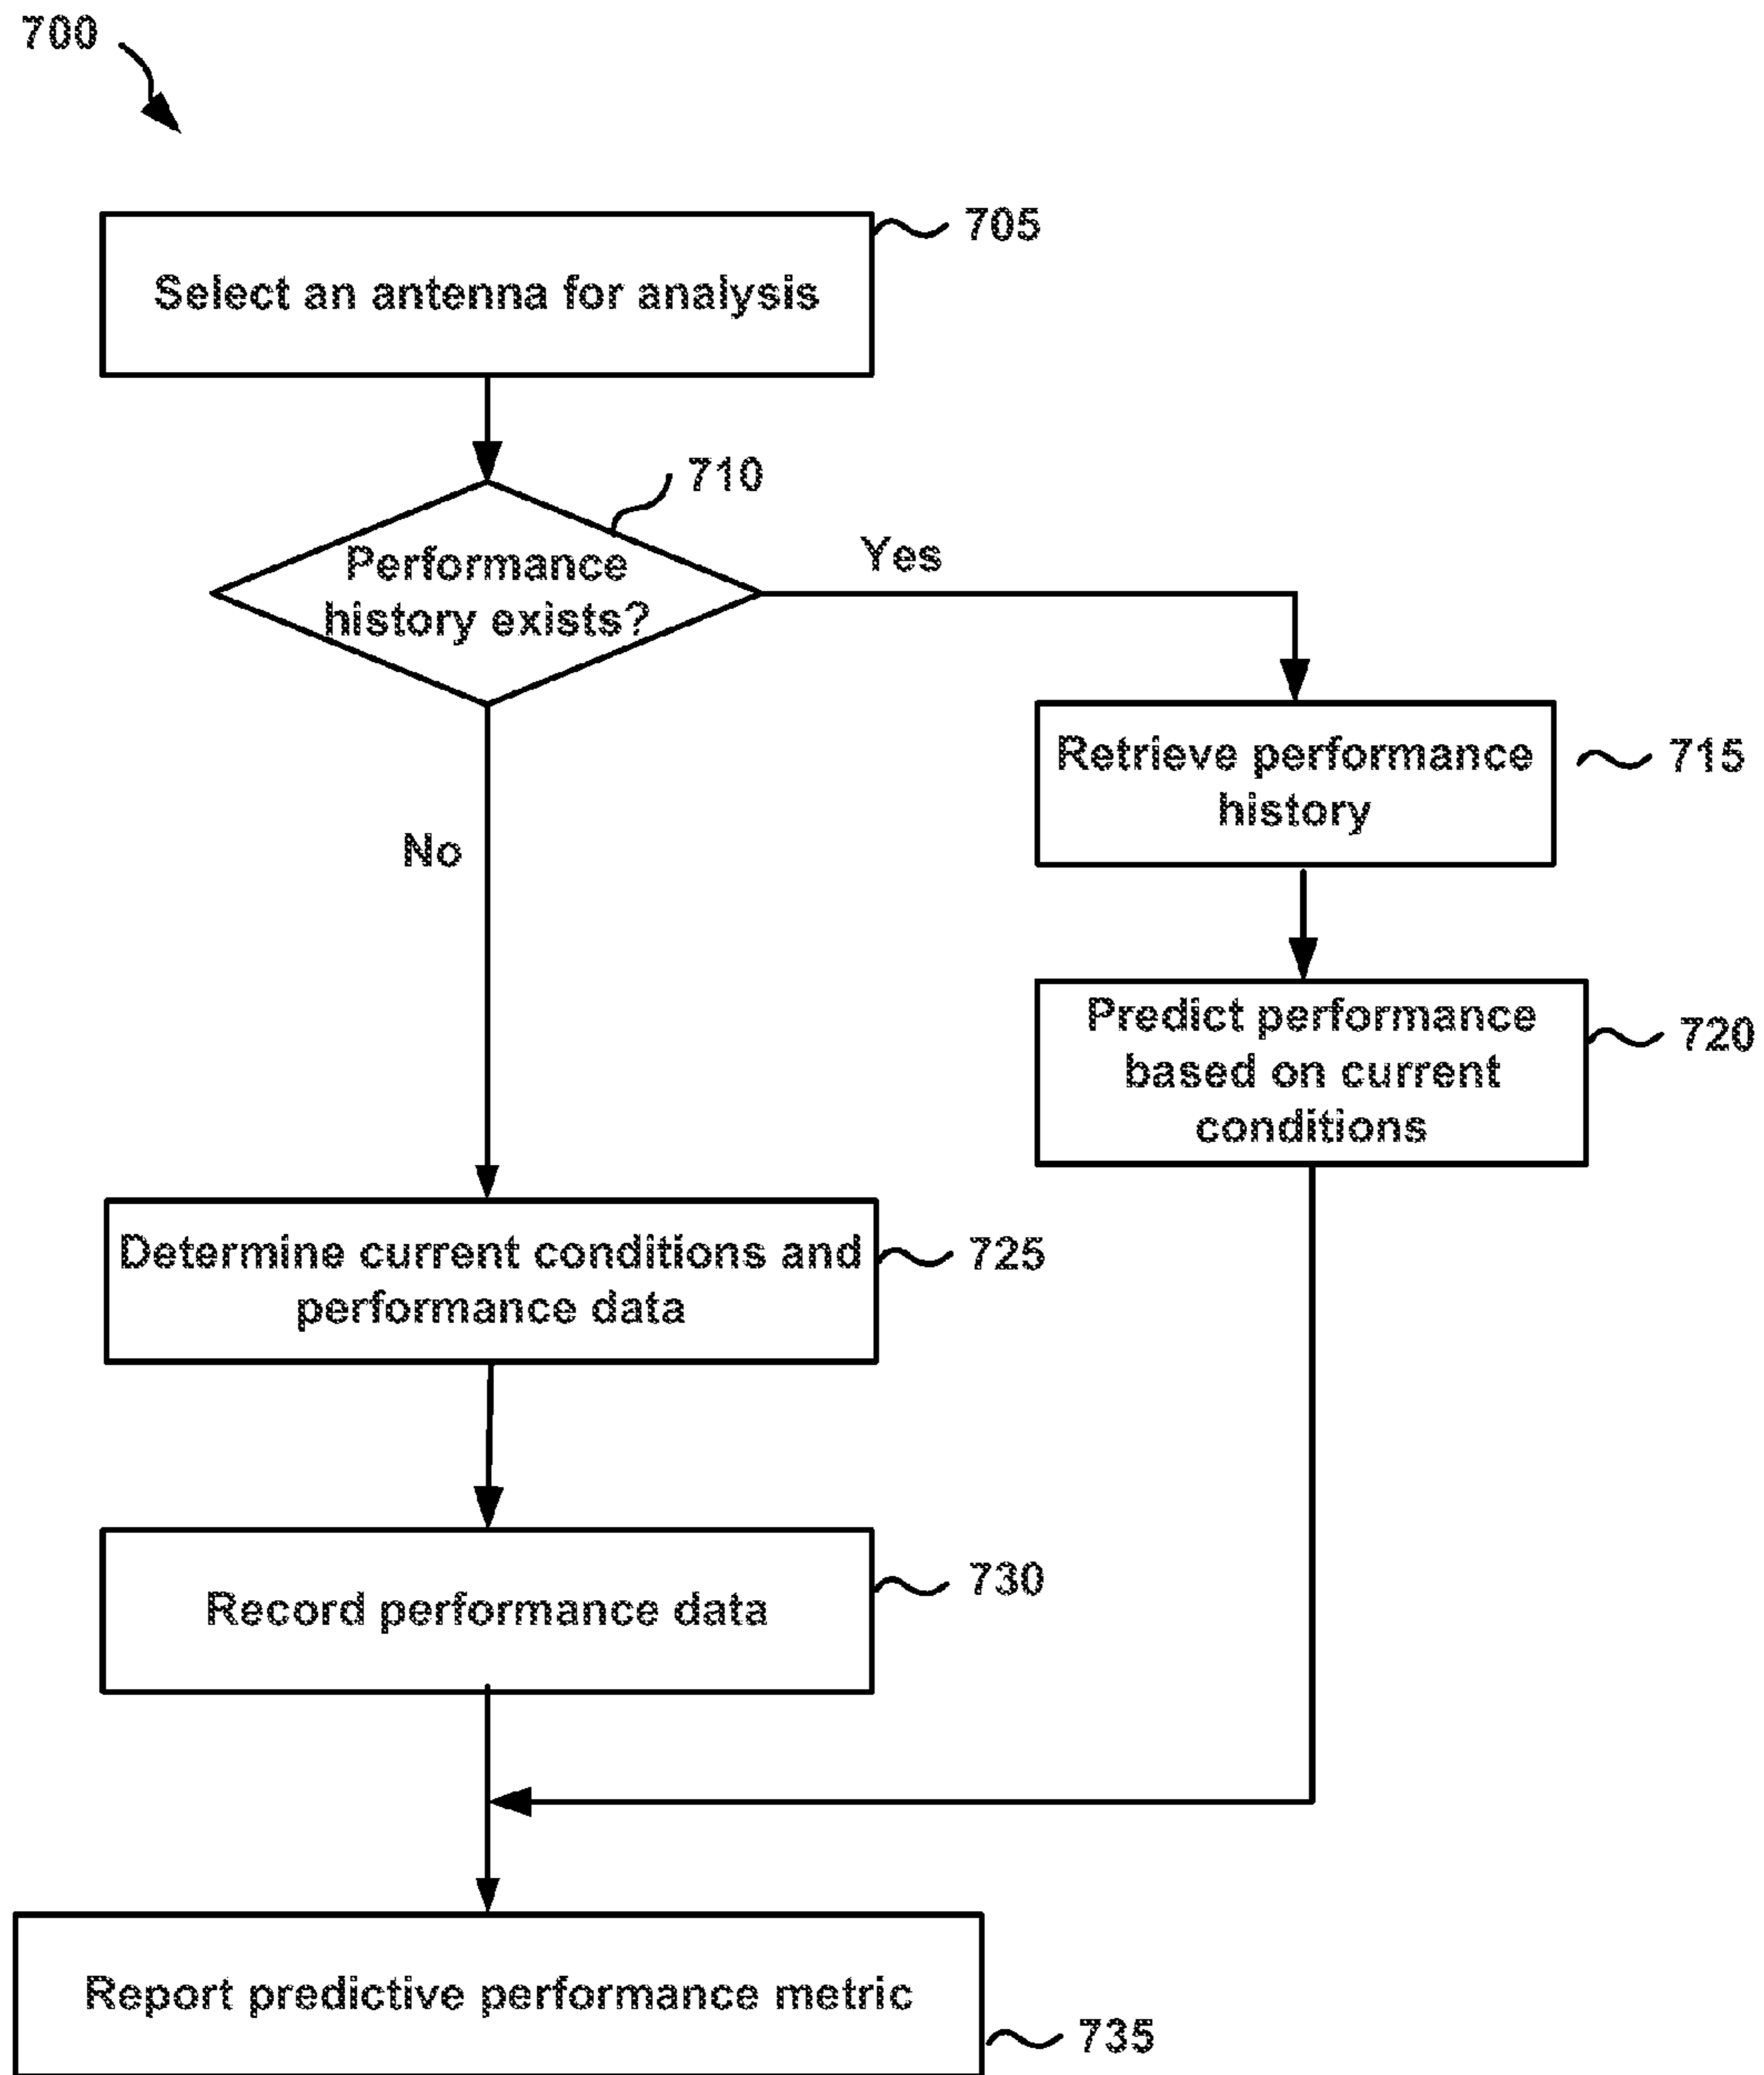 700
705
Select an antenna for analysis
710
Performance
history exists?
Yes
Retrieve performance
history
715
No
Predict performance
based on current
conditions
720
Determine current conditions and
performance data
725
Record performance data
730
Report predictive performance metric
735